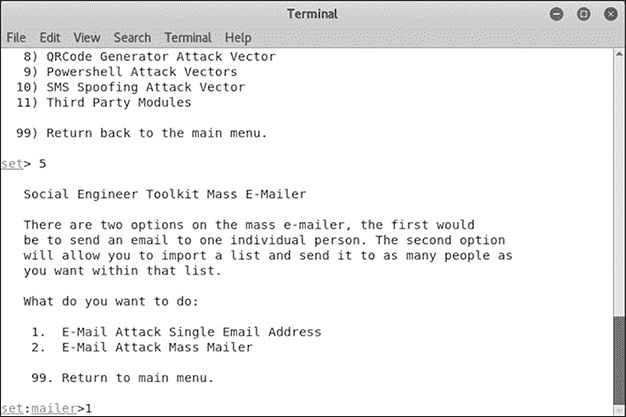 Terminal
File Edit View Search Terminal Help
8) QRCode Generator Attack Vector
9) Powershell Attack Vectors
10) SMS Spoofing Attack Vector
11) Third Party Modules
99) Return back to the main menu.
set> 5
Social Engineer Toolkit Mass E-Mailer
There are two options on the mass e-mailer, the first would
be to send an email to one individual person. The second option
will allow you to import a list and send it to as many people as
you want within that list.
What do you want to do:
1. E-Mail Attack Single Email Address
2. E-Mail Attack Mass Mailer
99. Return to main menu.
set:mailer>1